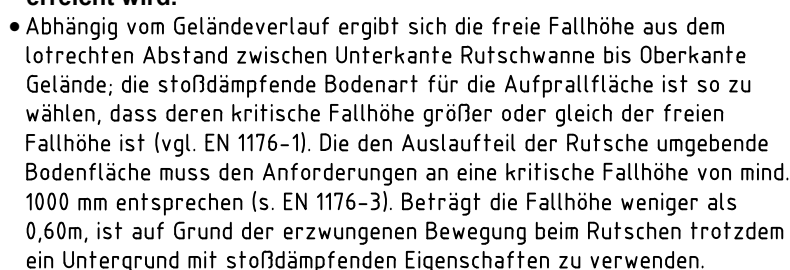 erreicht wird.
• Abhängig vom Geländeverlauf ergibt sich die freie Fallhöhe aus dem
lotrechten Abstand zwischen Unterkante Rutschwanne bis Oberkante
Gelände; die stoßdämpfende Bodenart für die Aufprallfläche ist so zu
wählen, dass deren kritische Fallhöhe größer oder gleich der freien
Fallhöhe ist (vgl. EN 1176-1). Die den Auslaufteil der Rutsche umgebende
Bodenfläche muss den Anforderungen an eine kritische Fallhöhe von mind.
1000 mm entsprechen (s. EN 1176-3). Beträgt die Fallhöhe weniger als
0,60m, ist auf Grund der erzwungenen Bewegung beim Rutschen trotzdem
ein Untergrund mit stoßdämpfenden Eigenschaften zu verwenden.